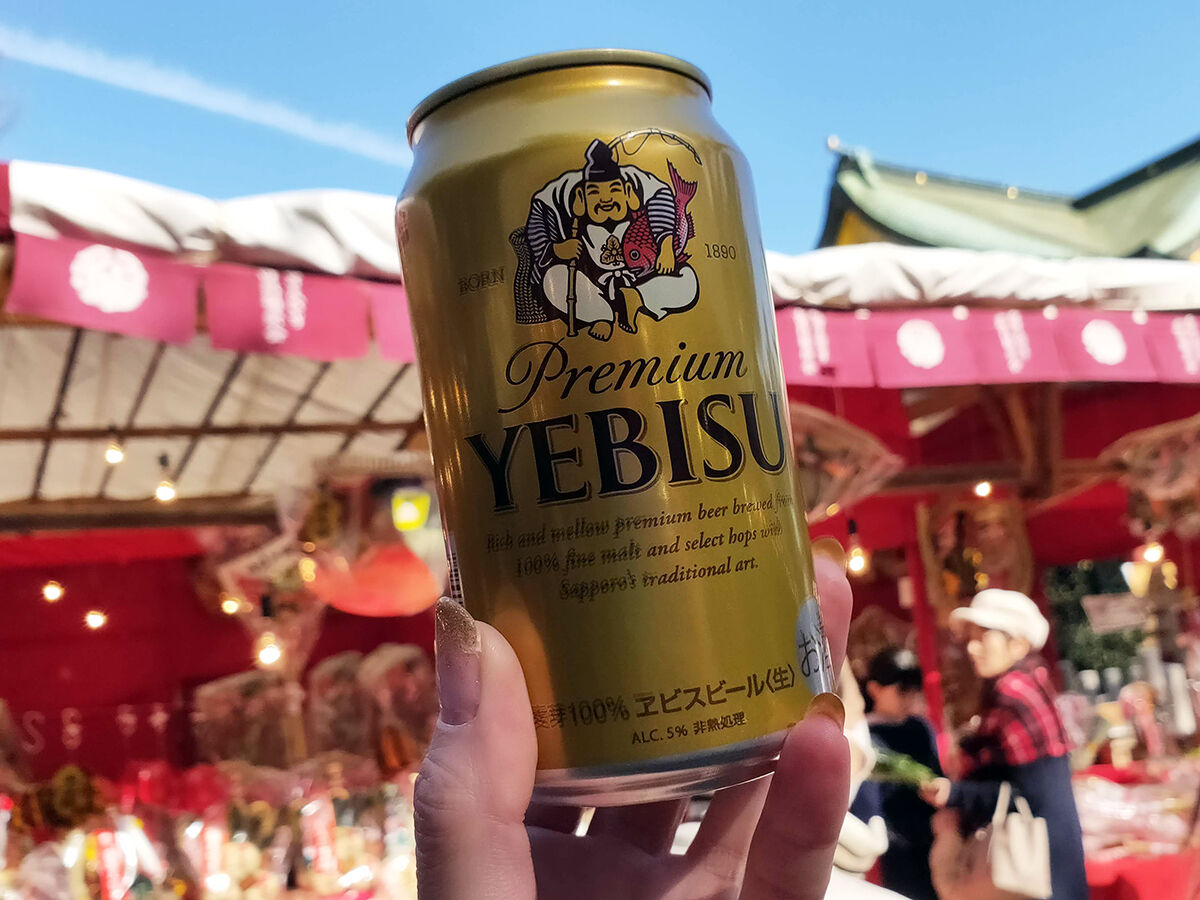 BORN 1890
Premium
YEBISU
Rich and mellow premium beer brewed from
100% fine malt and select hops with
Sapporo's traditional art.
お酒
麦芽100% ヱビスビール〈生〉
ALC. 5% 非熱処理